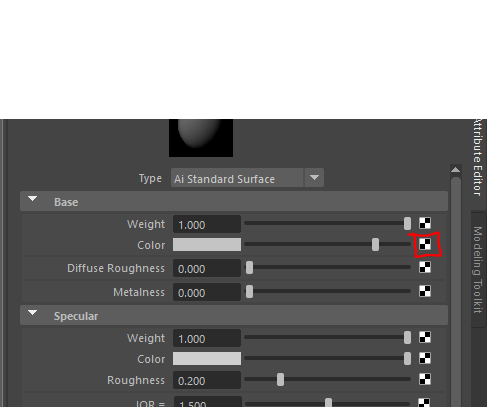 Type Ai Standard Surface
Base
Weight 1.000
Color
Diffuse Roughness 0.000
Metalness 0.000
Specular
Weight 1.000
Color
Roughness 0.200
IOR = 1.500
Attribute Editor
Modeling Toolkit